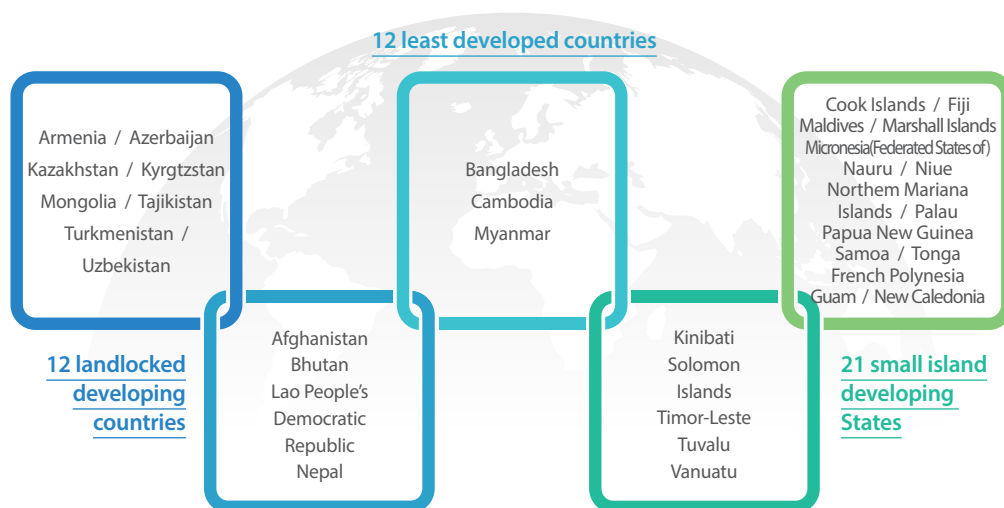 12 least developed countries
Armenia / Azerbaijan
Kazakhstan / Kyrgtzstan
Mongolia / Tajikistan
Turkmenistan /
Uzbekistan
Bangladesh
Cambodia
Myanmar
Cook Islands / Fiji
Maldives / Marshall Islands
Micronesia(Federated States of)
Nauru / Niue
Northem Mariana
Islands / Palau
Papua New Guinea
Samoa / Tonga
French Polynesia
Guam / New Caledonia
12 landlocked
developing
countries
Afghanistan
Bhutan
Lao People's
Democratic
Republic
Nepal
Kinibati
Solomon
Islands
Timor-Leste
Tuvalu
Vanuatu
21 small island
developing
States